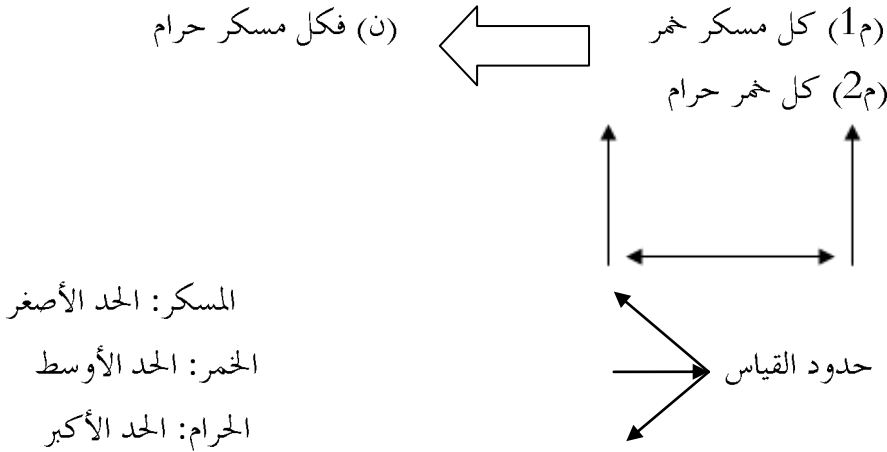 (م1) كل مسكر خمر
(ن) فكل مسكر حرام
(م2) كل خمر حرام
المسكر: الحد الأصغر
حدود القياس
الخمر: الحد الأوسط
الحرام: الحد الأكبر